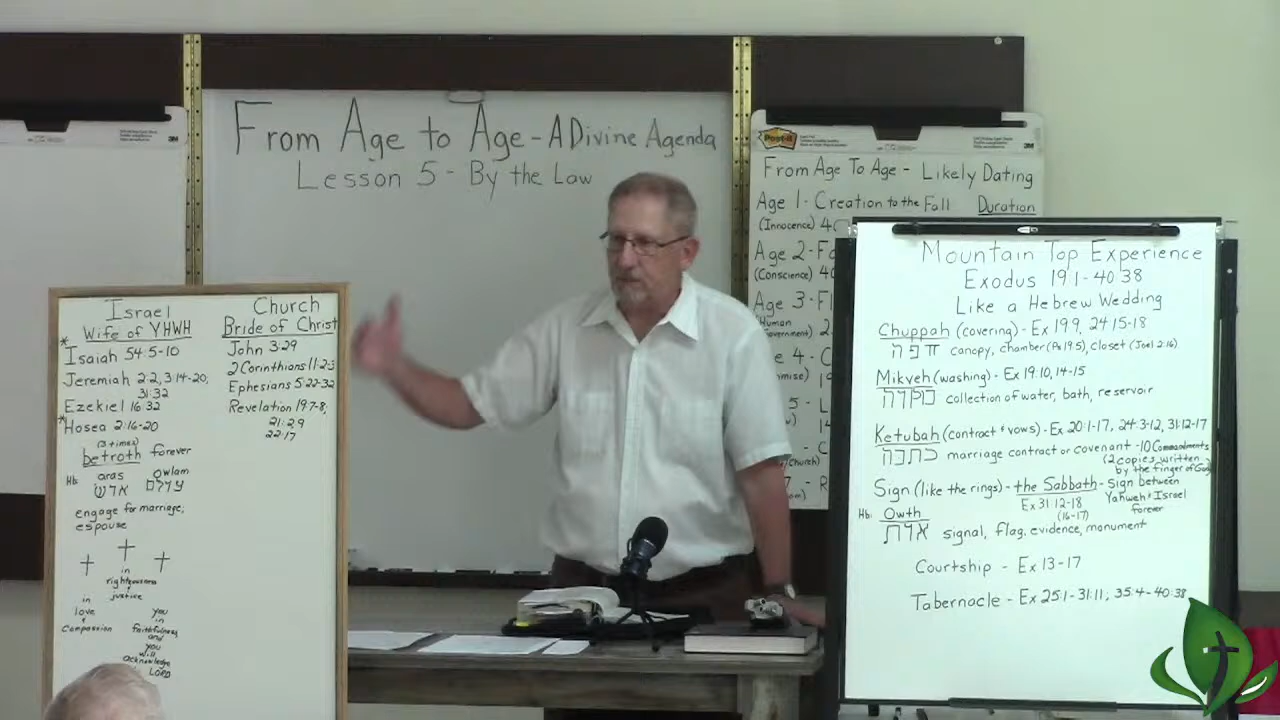 From Age to Age - A Divine Agenda
Lesson 5 - By the Law
Post-it
From Age To Age - Likely Dating
Age 1 - Creation to the Fall Duration
(Innocence)
Age 2 -
(Conscience)
Age 3 -
(Human
Government)
Israel
Wife of YHWH
* Isaiah 54:5-10
Jeremiah 2:2, 3:14-20,
31:32
Ezekiel 16:32
* Hosea 2:16-20
(3 times)
betroth forever
Hb: aras owlam
engage for marriage;
espouse
in
righteousness
justice
in
love
compassion
you
in
faithfulness
and
you
will
acknowledge
LORD
Church
Bride of Christ
John 3:29
2 Corinthians 11:2-3
Ephesians 5:22-32
Revelation 19:7-8,
21:2,9
22:17
Mountain Top Experience
Exodus 19:1-40:38
Like a Hebrew Wedding
Chuppah (covering) - Ex 19:9, 24:15-18
חפה canopy, chamber (Ps 19:5), closet (Joel 2:16)
Mikveh (washing) - Ex 19:10, 14-15
מקוה collection of water, bath, reservoir
Ketubah (contract & vows) - Ex 20:1-17, 24:3-12, 31:12-17
כתבה marriage contract or covenant - 10 Commandments
(2 copies written
by the finger of God)
Sign (like the rings) - the Sabbath - sign between
Ex 31:12-18 Yahweh & Israel
(16-17) forever
Hb: Owth
אות signal, flag, evidence, monument
Courtship - Ex 13-17
Tabernacle - Ex 25:1-31:11, 35:4-40:38